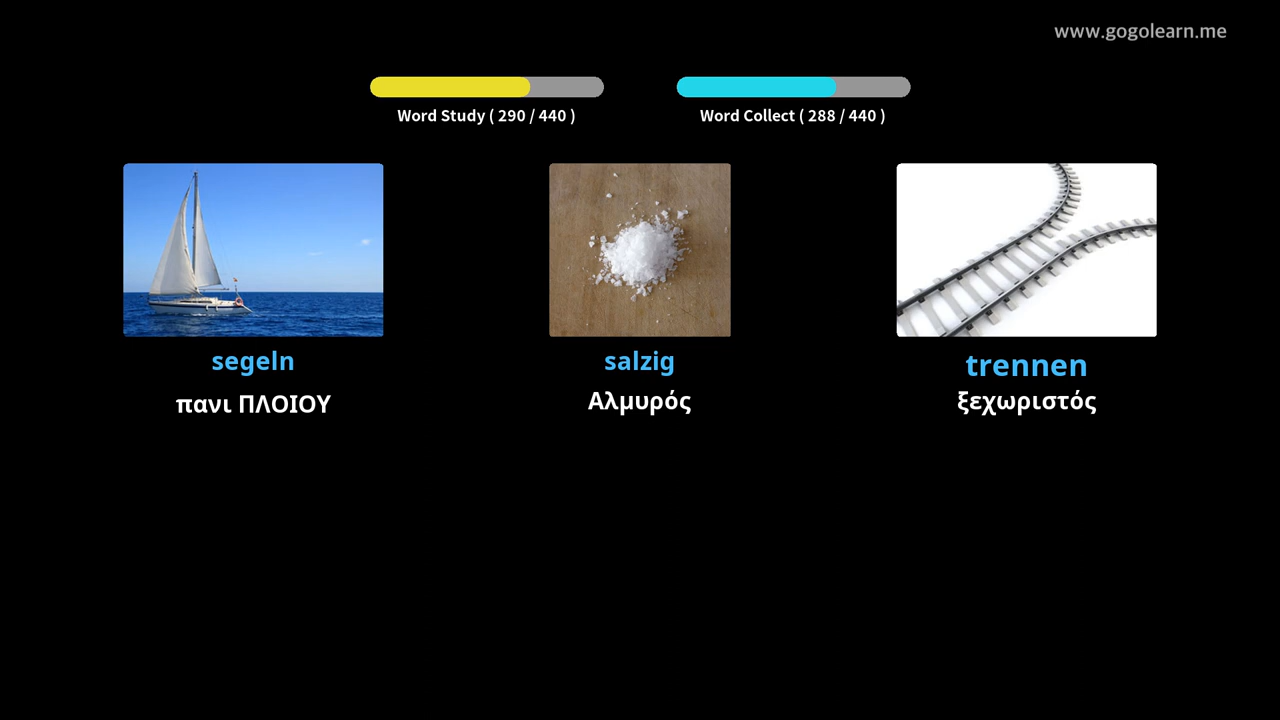 www.gogolearn.me
Word Study ( 290 / 440 )
Word Collect ( 288 / 440 )
segeln
πανι ΠΛΟΙΟΥ
salzig
Αλμυρός
trennen
ξεχωριστός